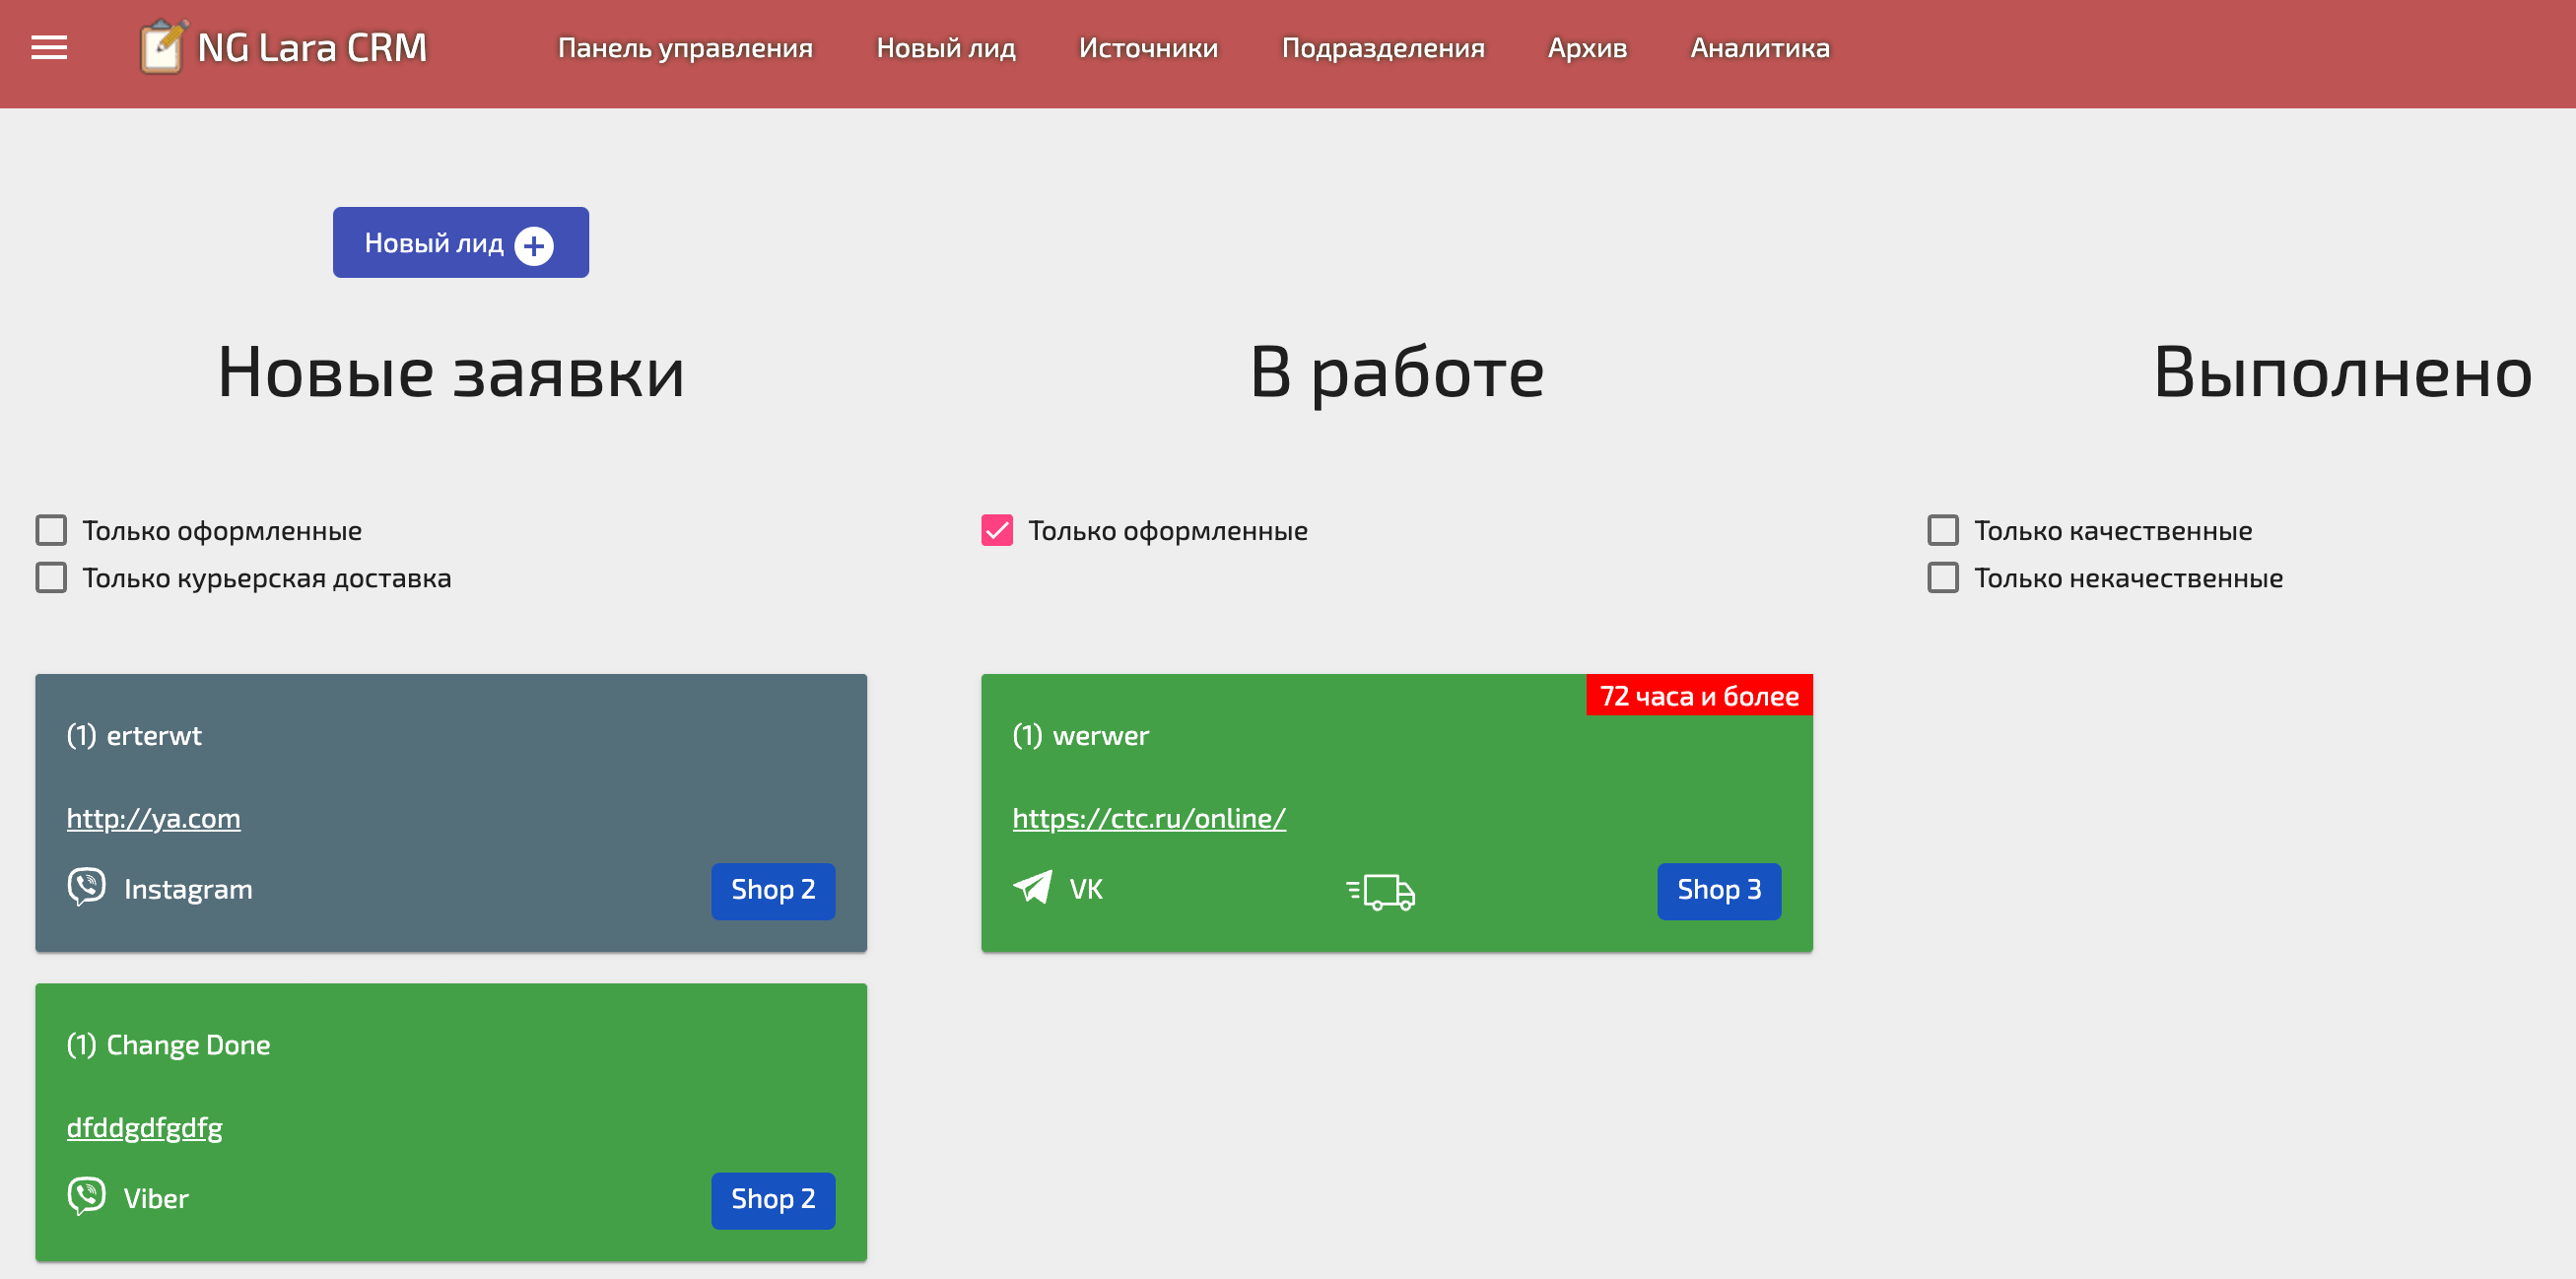 NG Lara CRM
Панель управления
Новый лид
Источники
Подразделения
Архив
Аналитика
Новый лид
Новые заявки
Только оформленные
Только курьерская доставка
(1) erterwt
http://ya.com
Instagram
Shop 2
(1) Change Done
dfddgdfgdfg
Viber
Shop 2
В работе
Только оформленные
72 часа и более
(1) werwer
https://ctc.ru/online/
VK
Shop 3
Выполнено
Только качественные
Только некачественные